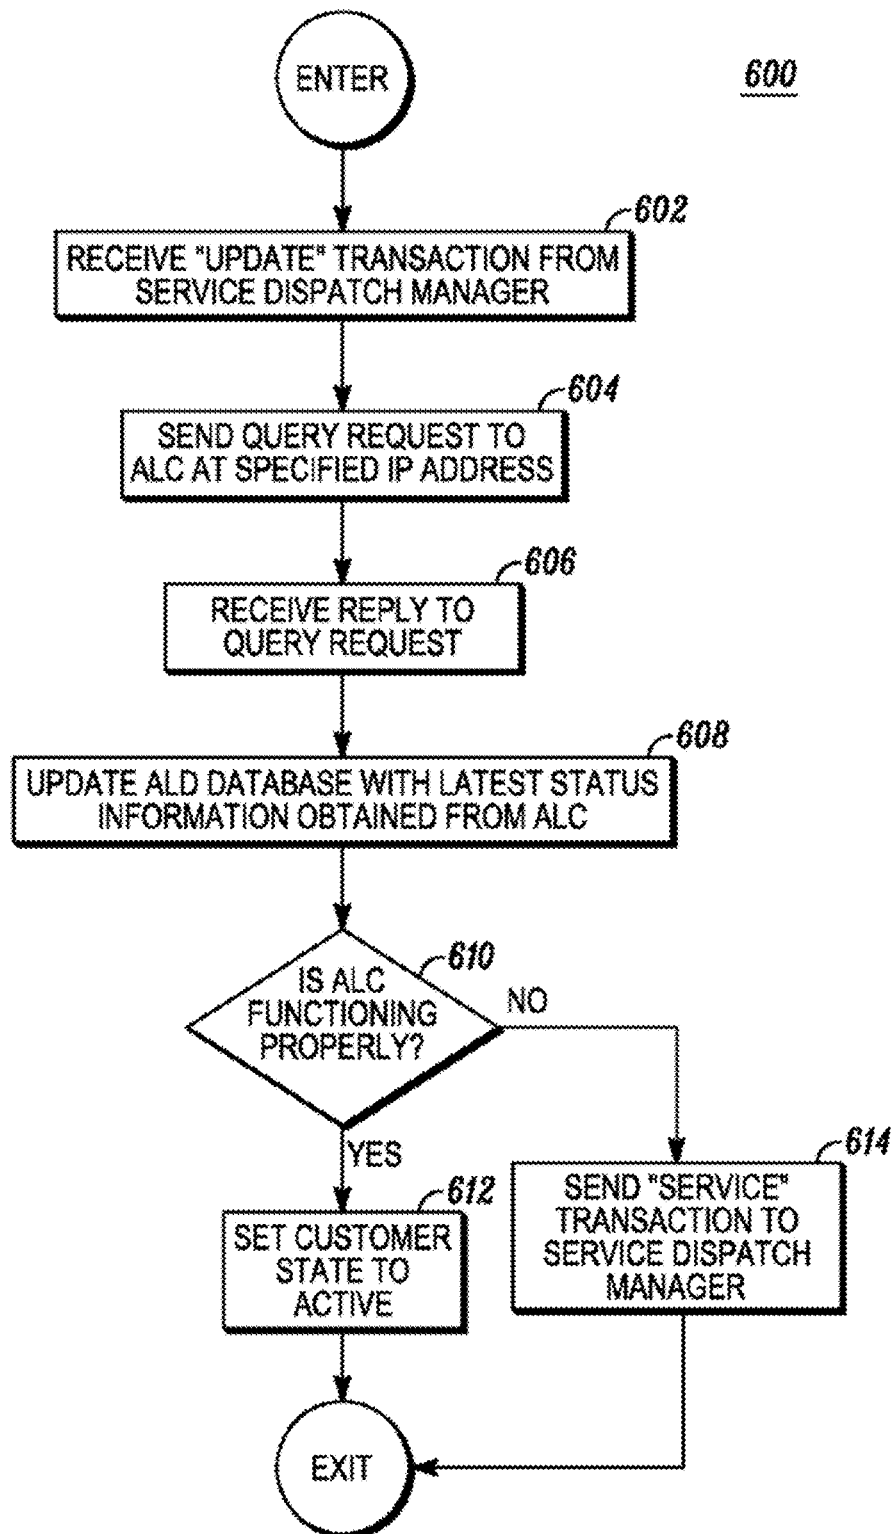 ENTER
600
602
RECEIVE "UPDATE" TRANSACTION FROM
SERVICE DISPATCH MANAGER
604
SEND QUERY REQUEST TO
ALC AT SPECIFIED IP ADDRESS
606
RECEIVE REPLY TO
QUERY REQUEST
608
UPDATE ALD DATABASE WITH LATEST STATUS
INFORMATION OBTAINED FROM ALC
610
IS ALC
FUNCTIONING
PROPERLY?
NO
YES
612
SET CUSTOMER
STATE TO
ACTIVE
614
SEND "SERVICE"
TRANSACTION TO
SERVICE DISPATCH
MANAGER
EXIT